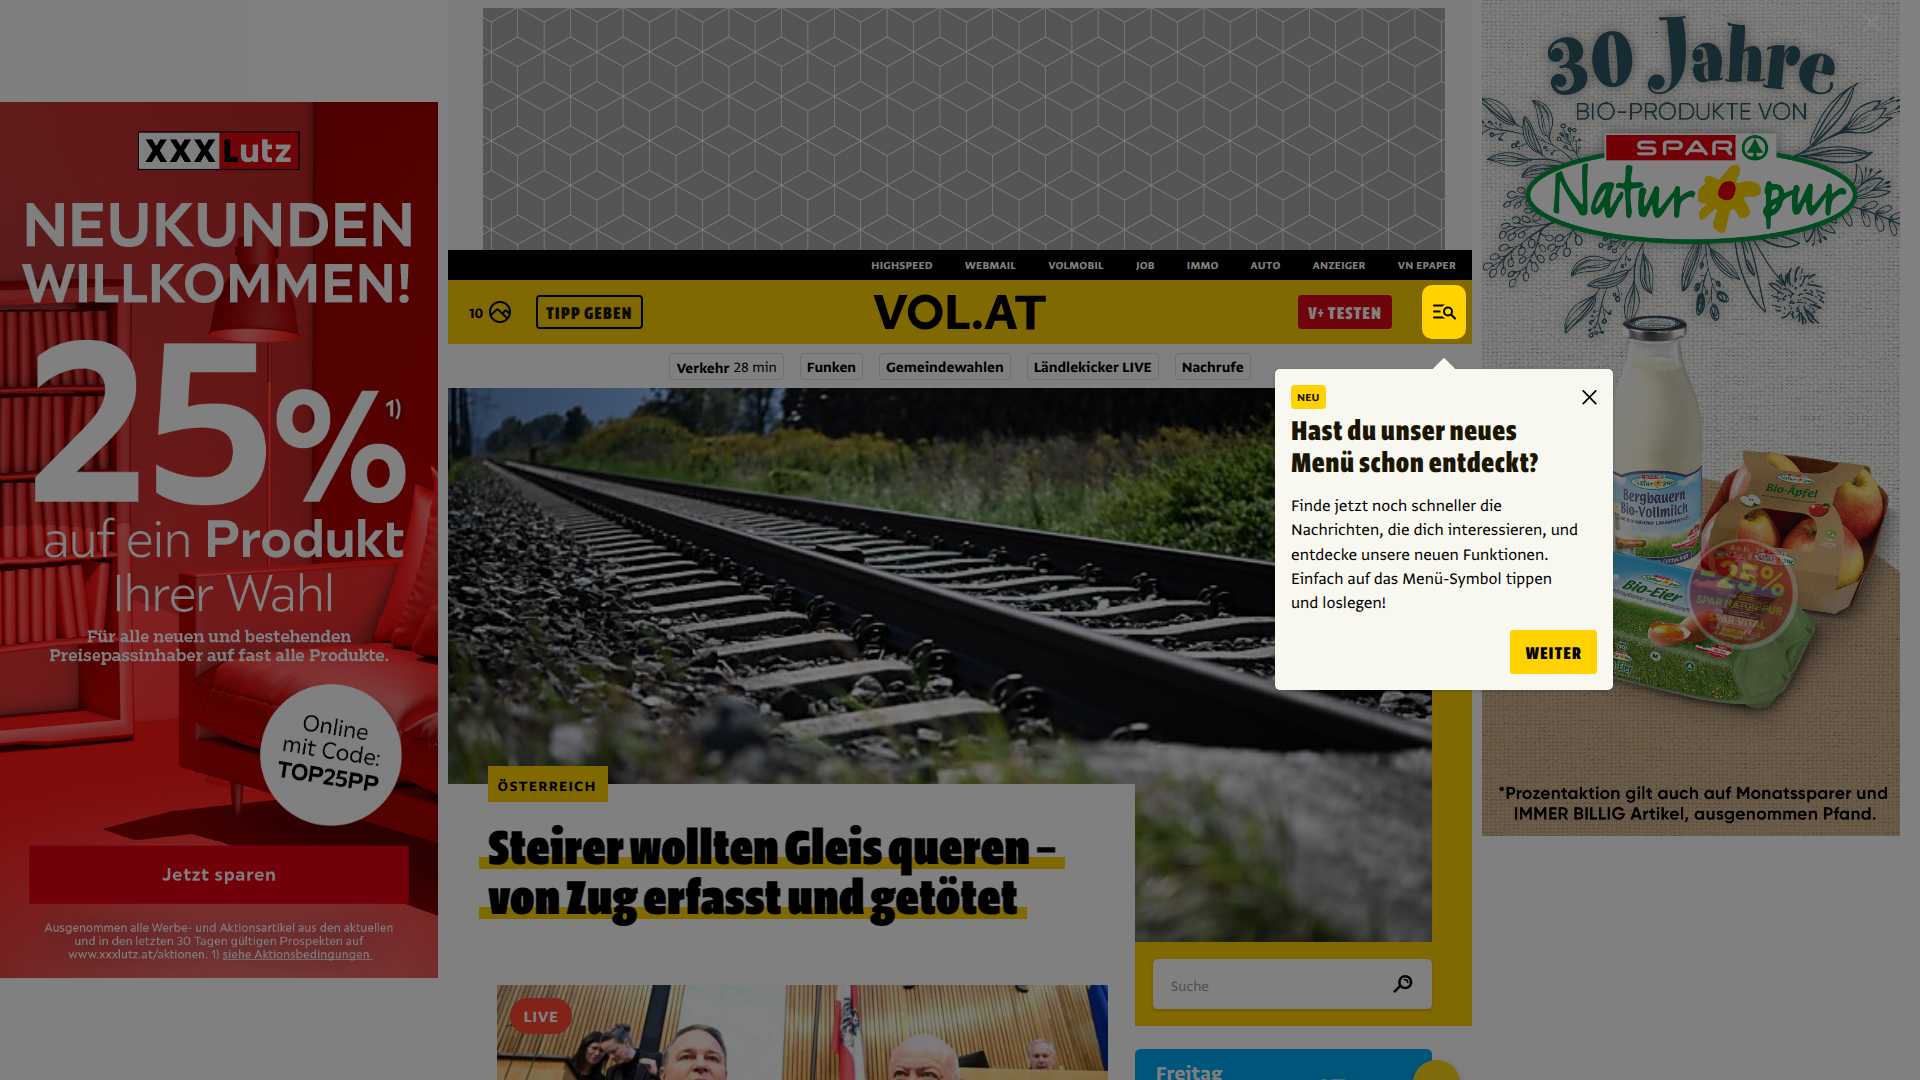 XXXLutz
NEUKUNDEN
WILLKOMMEN!
25%1)
auf ein Produkt
Ihrer Wahl
Für alle neuen und bestehenden
Preisepassinhaber auf fast alle Produkte.
Online
mit Code:
TOP25PP
Jetzt sparen
Ausgenommen alle Werbe- und Aktionsartikel aus den aktuellen
und in den letzten 30 Tagen gültigen Prospekten auf
www.xxxlutz.at/aktionen. 1) siehe Aktionsbedingungen
HIGHSPEED WEBMAIL VOLMOBIL JOB IMMO AUTO ANZEIGER VN EPAPER
10 TIPP GEBEN VOL.AT V+ TESTEN
Verkehr 28 min Funken Gemeindewahlen Ländlekicker LIVE Nachrufe
NEU
Hast du unser neues
Menü schon entdeckt?
Finde jetzt noch schneller die
Nachrichten, die dich interessieren, und
entdecke unsere neuen Funktionen.
Einfach auf das Menü-Symbol tippen
und loslegen!
WEITER
ÖSTERREICH
Steirer wollten Gleis queren –
von Zug erfasst und getötet
LIVE
Suche
Freitag
30 Jahre
BIO-PRODUKTE VON
SPAR
Natur pur
Bergbauern
Bio-Vollmilch
Bio-Äpfel
Bio-Eier
-25%
SPAR NATUR PUR
SPAR VITAL
*Prozentaktion gilt auch auf Monatssparer und
IMMER BILLIG Artikel, ausgenommen Pfand.